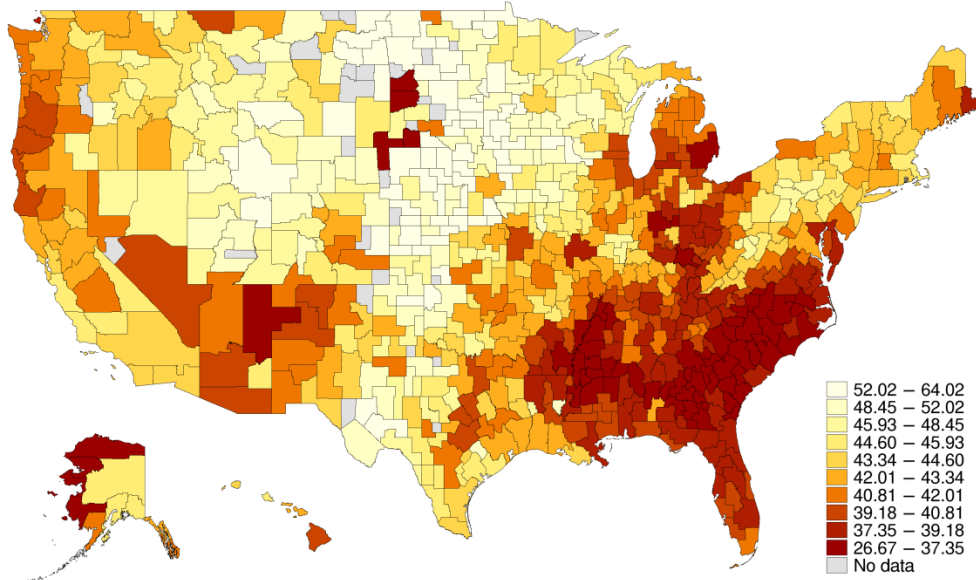 52.02 – 64.02
48.45 – 52.02
45.93 – 48.45
44.60 – 45.93
43.34 – 44.60
42.01 – 43.34
40.81 – 42.01
39.18 – 40.81
37.35 – 39.18
26.67 – 37.35
No data